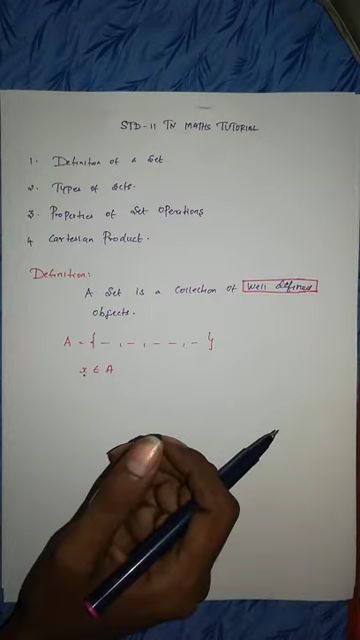 STD-11 TN MATHS TUTORIAL
1. Definition of a Set
2. Types of Sets.
3. Properties of Set Operations
4 Cartesian Product.
Definition:
A Set is a Collection of Well defined
objects.
A = { - , - , - - , - }
x ∈ A